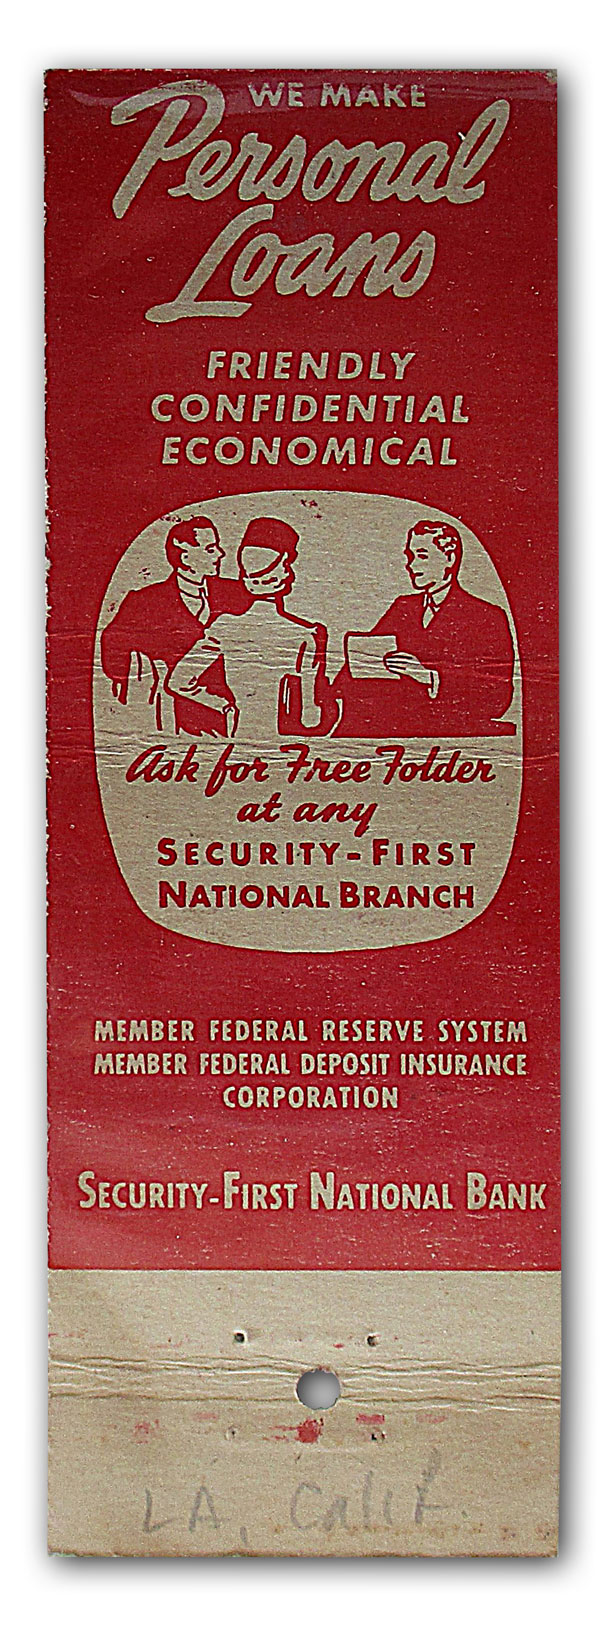 WE MAKE
Personal
Loans
FRIENDLY
CONFIDENTIAL
ECONOMICAL
Ask for Free Folder
at any
SECURITY-FIRST
NATIONAL BRANCH
MEMBER FEDERAL RESERVE SYSTEM
MEMBER FEDERAL DEPOSIT INSURANCE
CORPORATION
SECURITY-FIRST NATIONAL BANK
LA, Calif.